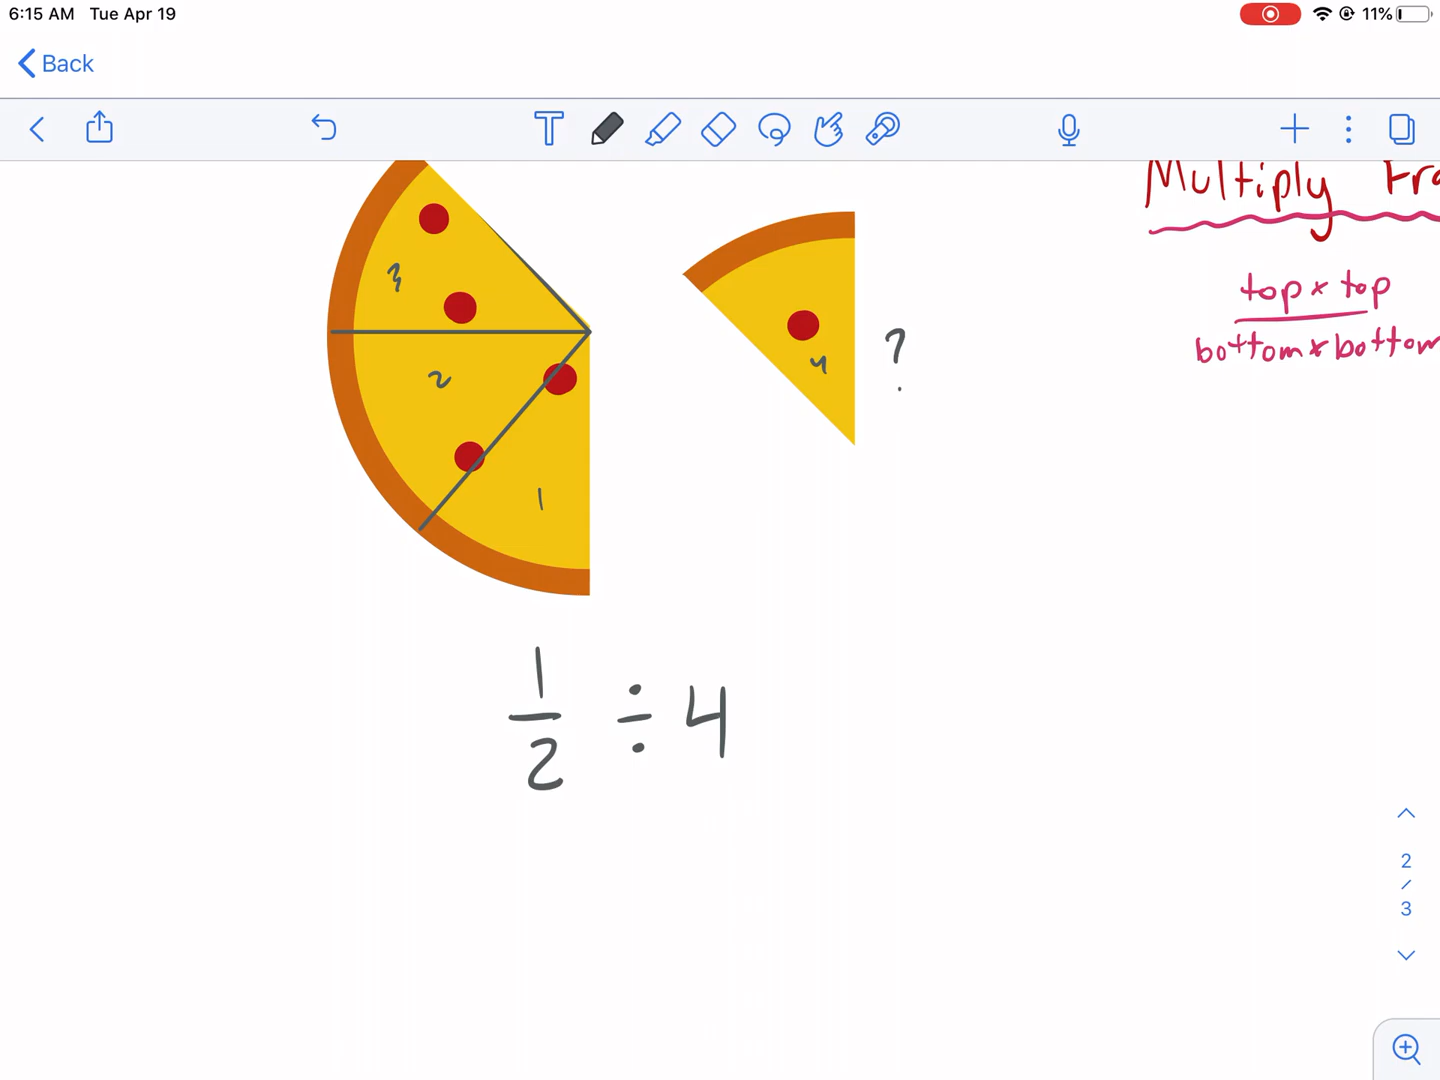 6:15 AM Tue Apr 19
11%
Back
Multiply Fra
top x top
bottom x bottom
3
2
1
4 ?
1/2 ÷ 4
2
/
3